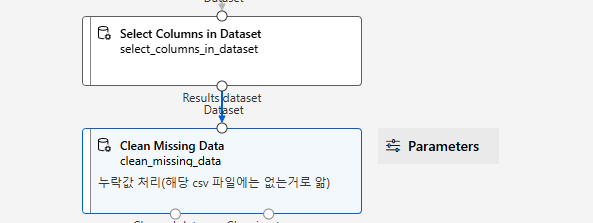 Dataset
Select Columns in Dataset
select_columns_in_dataset
Results dataset
Dataset
Clean Missing Data
clean_missing_data
Parameters
누락값 처리(해당 csv 파일에는 없는거로 앎)